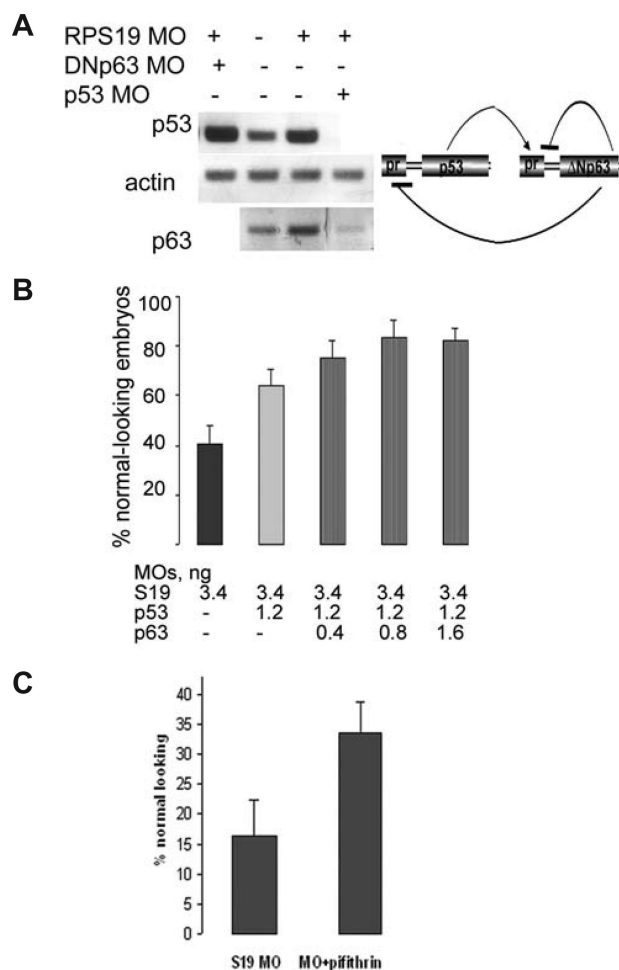 A
RPS19 MO + - + +
DNp63 MO + - - -
p53 MO - - - +
p53
actin
p63
pr p53 pr ΔNp63
B
% normal-looking embryos
100
80
60
40
20
MOs, ng
S19 3.4 3.4 3.4 3.4 3.4
p53 - 1.2 1.2 1.2 1.2
p63 - - 0.4 0.8 1.6
C
% normal looking
40
35
30
25
20
15
10
5
0
S19 MO MO+pifithrin